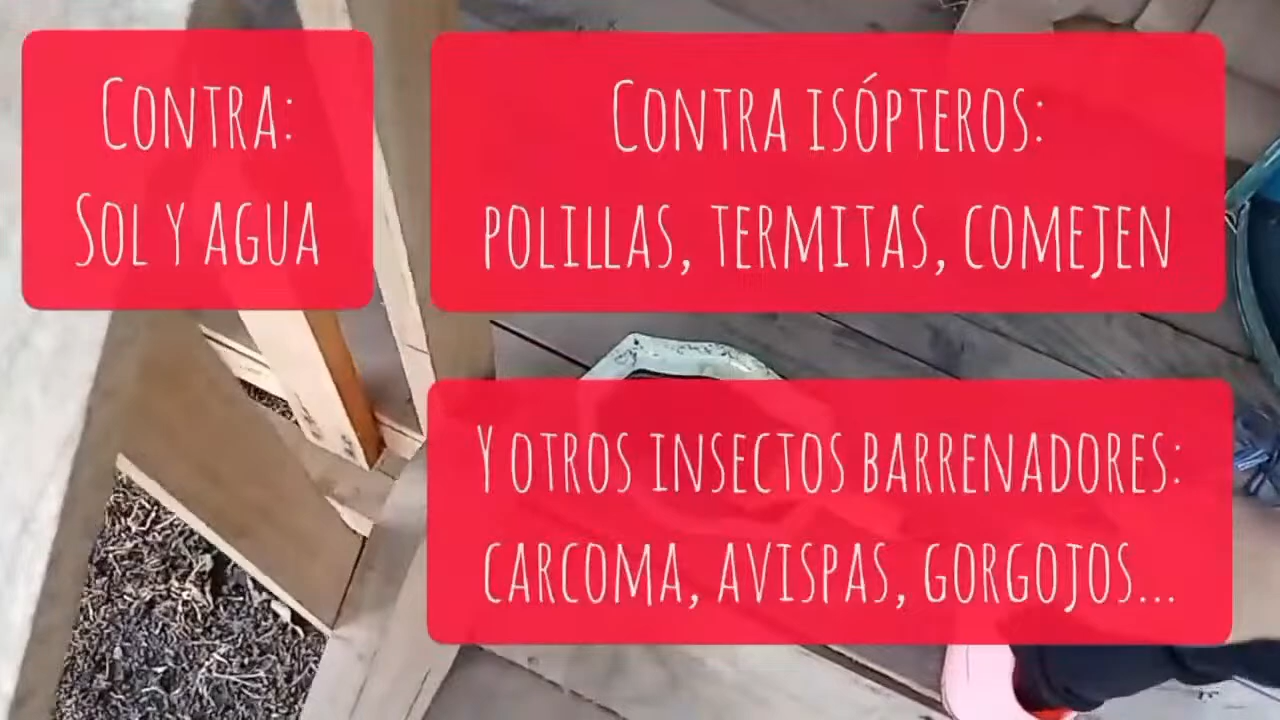 Contra:
Sol y agua
Contra isópteros:
polillas, termitas, comejen
Y otros insectos barrenadores:
carcoma, avispas, gorgojos...